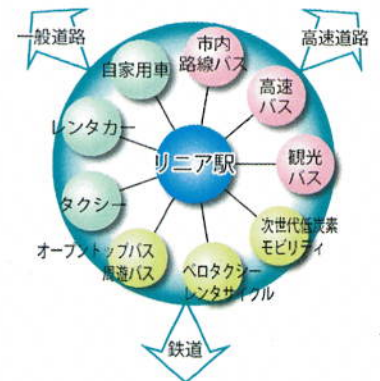 一般道路
高速道路
自家用車
市内
路線バス
高速
バス
レンタカー
リニア駅
観光
バス
タクシー
オープントップバス
周遊バス
次世代低炭素
モビリティ
ベロタクシー
レンタサイクル
鉄道